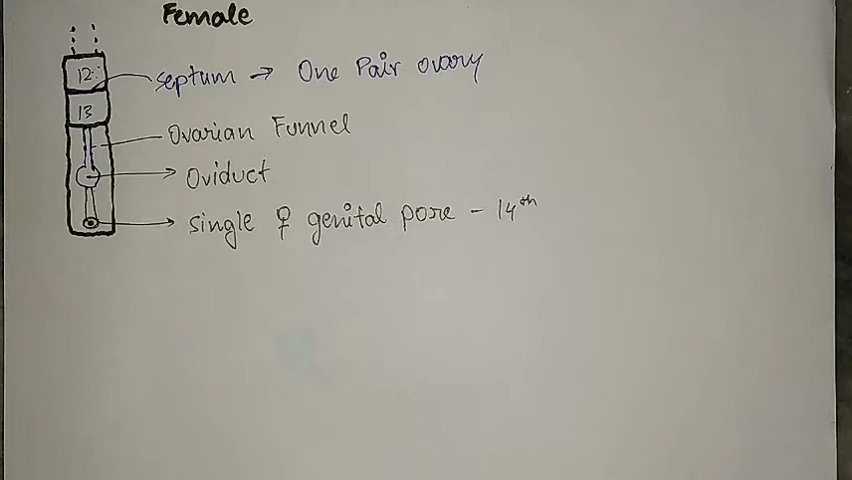 Female
12
septum → One Pair ovary
13
Ovarian Funnel
Oviduct
single ♀ genital pore - 14th